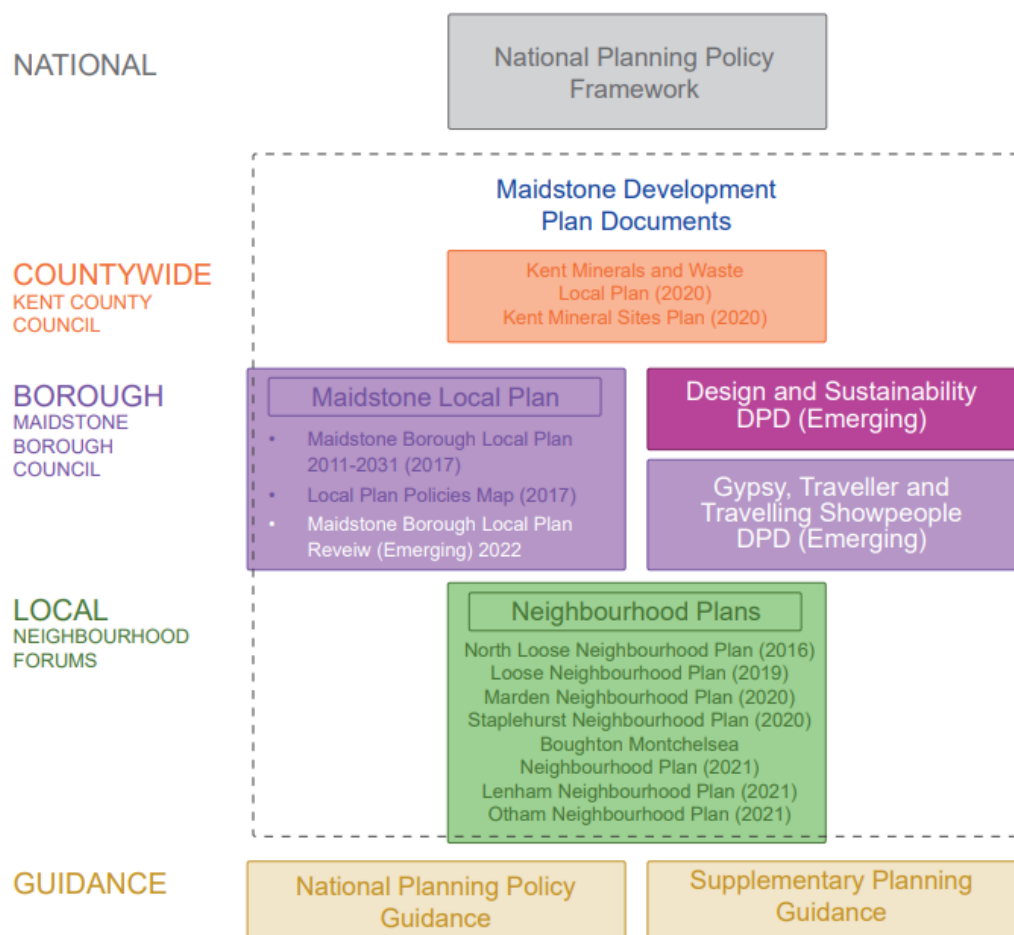 NATIONAL
National Planning Policy
Framework
Maidstone Development
Plan Documents
COUNTYWIDE
KENT COUNTY
COUNCIL
Kent Minerals and Waste
Local Plan (2020)
Kent Mineral Sites Plan (2020)
BOROUGH
MAIDSTONE
BOROUGH
COUNCIL
Maidstone Local Plan
• Maidstone Borough Local Plan
2011-2031 (2017)
• Local Plan Policies Map (2017)
• Maidstone Borough Local Plan
Reveiw (Emerging) 2022
Design and Sustainability
DPD (Emerging)
Gypsy, Traveller and
Travelling Showpeople
DPD (Emerging)
LOCAL
NEIGHBOURHOOD
FORUMS
Neighbourhood Plans
North Loose Neighbourhood Plan (2016)
Loose Neighbourhood Plan (2019)
Marden Neighbourhood Plan (2020)
Staplehurst Neighbourhood Plan (2020)
Boughton Montchelsea
Neighbourhood Plan (2021)
Lenham Neighbourhood Plan (2021)
Otham Neighbourhood Plan (2021)
GUIDANCE
National Planning Policy
Guidance
Supplementary Planning
Guidance